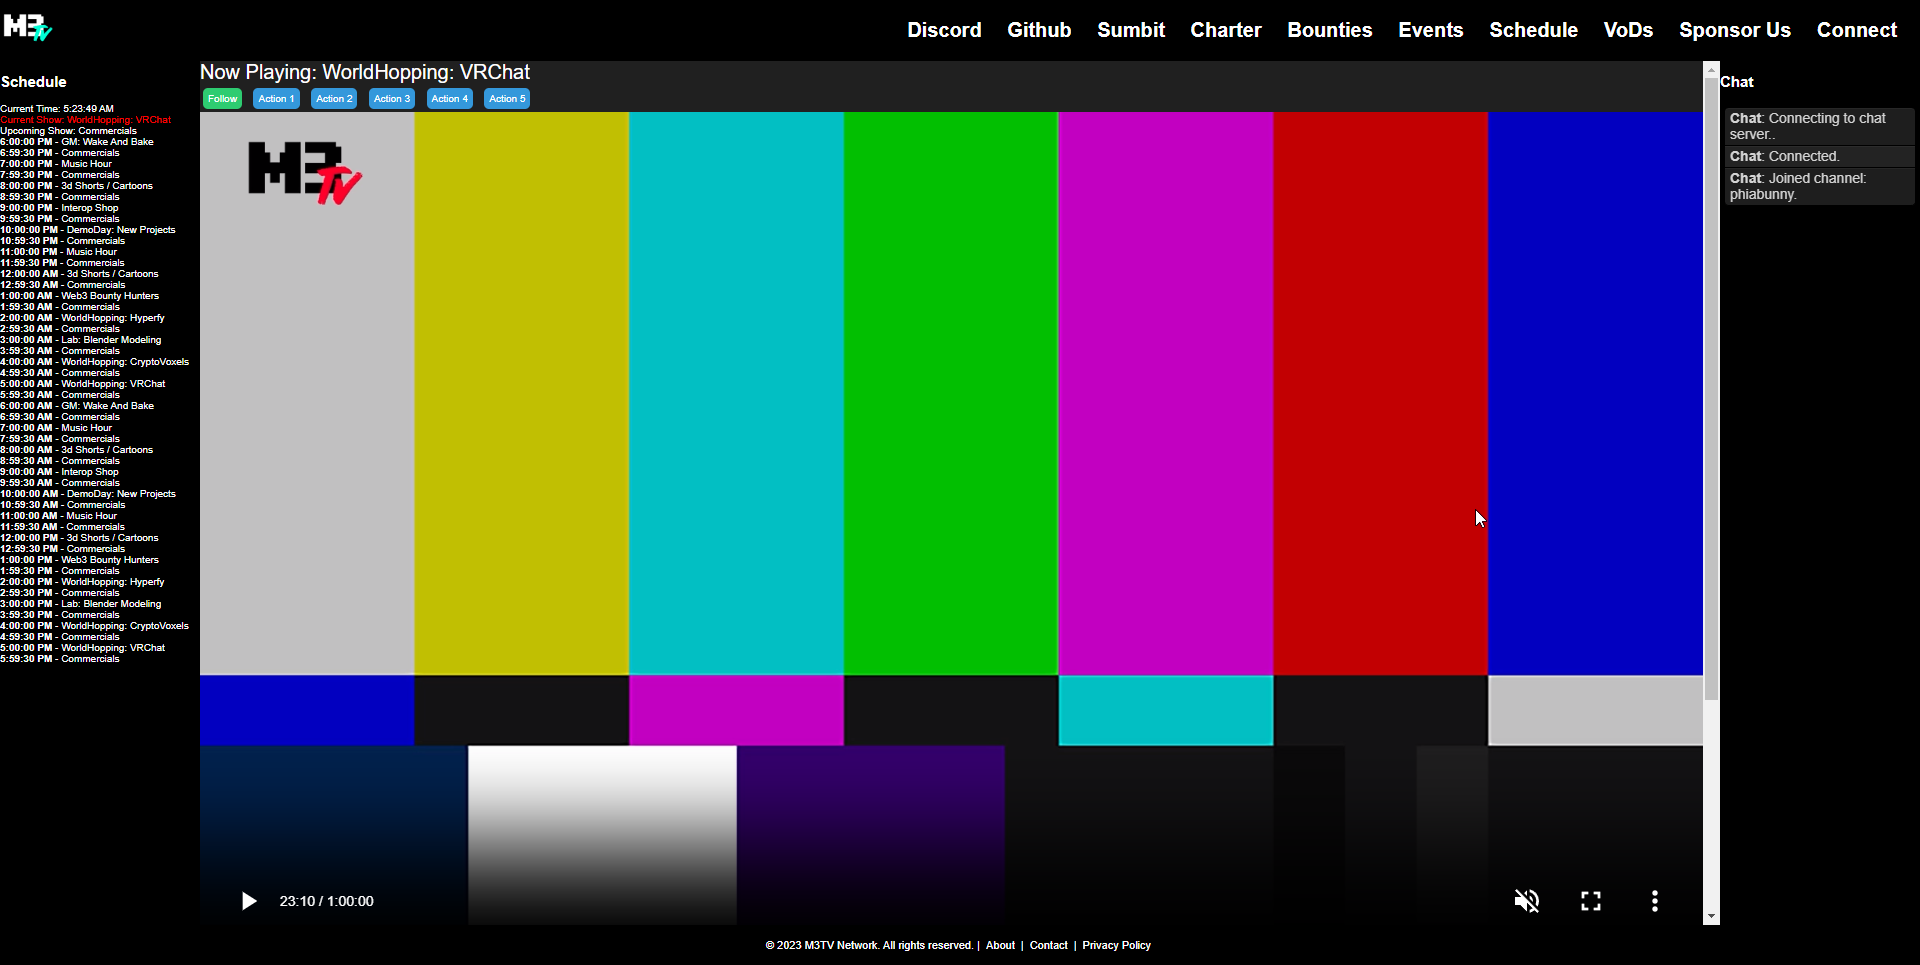 M3TV
Discord Github Sumbit Charter Bounties Events Schedule VoDs Sponsor Us Connect
Schedule
Current Time: 5:23:49 AM
Current Show: WorldHopping: VRChat
Upcoming Show: Commercials
6:00:00 PM - GM: Wake And Bake
6:59:30 PM - Commercials
7:00:00 PM - Music Hour
7:59:30 PM - Commercials
8:00:00 PM - 3d Shorts / Cartoons
8:59:30 PM - Commercials
9:00:00 PM - Interop Shop
9:59:30 PM - Commercials
10:00:00 PM - DemoDay: New Projects
10:59:30 PM - Commercials
11:00:00 PM - Music Hour
11:59:30 PM - Commercials
12:00:00 AM - 3d Shorts / Cartoons
12:59:30 AM - Commercials
1:00:00 AM - Web3 Bounty Hunters
1:59:30 AM - Commercials
2:00:00 AM - WorldHopping: Hyperfy
2:59:30 AM - Commercials
3:00:00 AM - Lab: Blender Modeling
3:59:30 AM - Commercials
4:00:00 AM - WorldHopping: CryptoVoxels
4:59:30 AM - Commercials
5:00:00 AM - WorldHopping: VRChat
5:59:30 AM - Commercials
6:00:00 AM - GM: Wake And Bake
6:59:30 AM - Commercials
7:00:00 AM - Music Hour
7:59:30 AM - Commercials
8:00:00 AM - 3d Shorts / Cartoons
8:59:30 AM - Commercials
9:00:00 AM - Interop Shop
9:59:30 AM - Commercials
10:00:00 AM - DemoDay: New Projects
10:59:30 AM - Commercials
11:00:00 AM - Music Hour
11:59:30 AM - Commercials
12:00:00 PM - 3d Shorts / Cartoons
12:59:30 PM - Commercials
1:00:00 PM - Web3 Bounty Hunters
1:59:30 PM - Commercials
2:00:00 PM - WorldHopping: Hyperfy
2:59:30 PM - Commercials
3:00:00 PM - Lab: Blender Modeling
3:59:30 PM - Commercials
4:00:00 PM - WorldHopping: CryptoVoxels
4:59:30 PM - Commercials
5:00:00 PM - WorldHopping: VRChat
5:59:30 PM - Commercials
Now Playing: WorldHopping: VRChat
Follow Action 1 Action 2 Action 3 Action 4 Action 5
M3TV
23:10 / 1:00:00
Chat
Chat: Connecting to chat
server..
Chat: Connected.
Chat: Joined channel:
phiabunny.
© 2023 M3TV Network. All rights reserved. | About | Contact | Privacy Policy